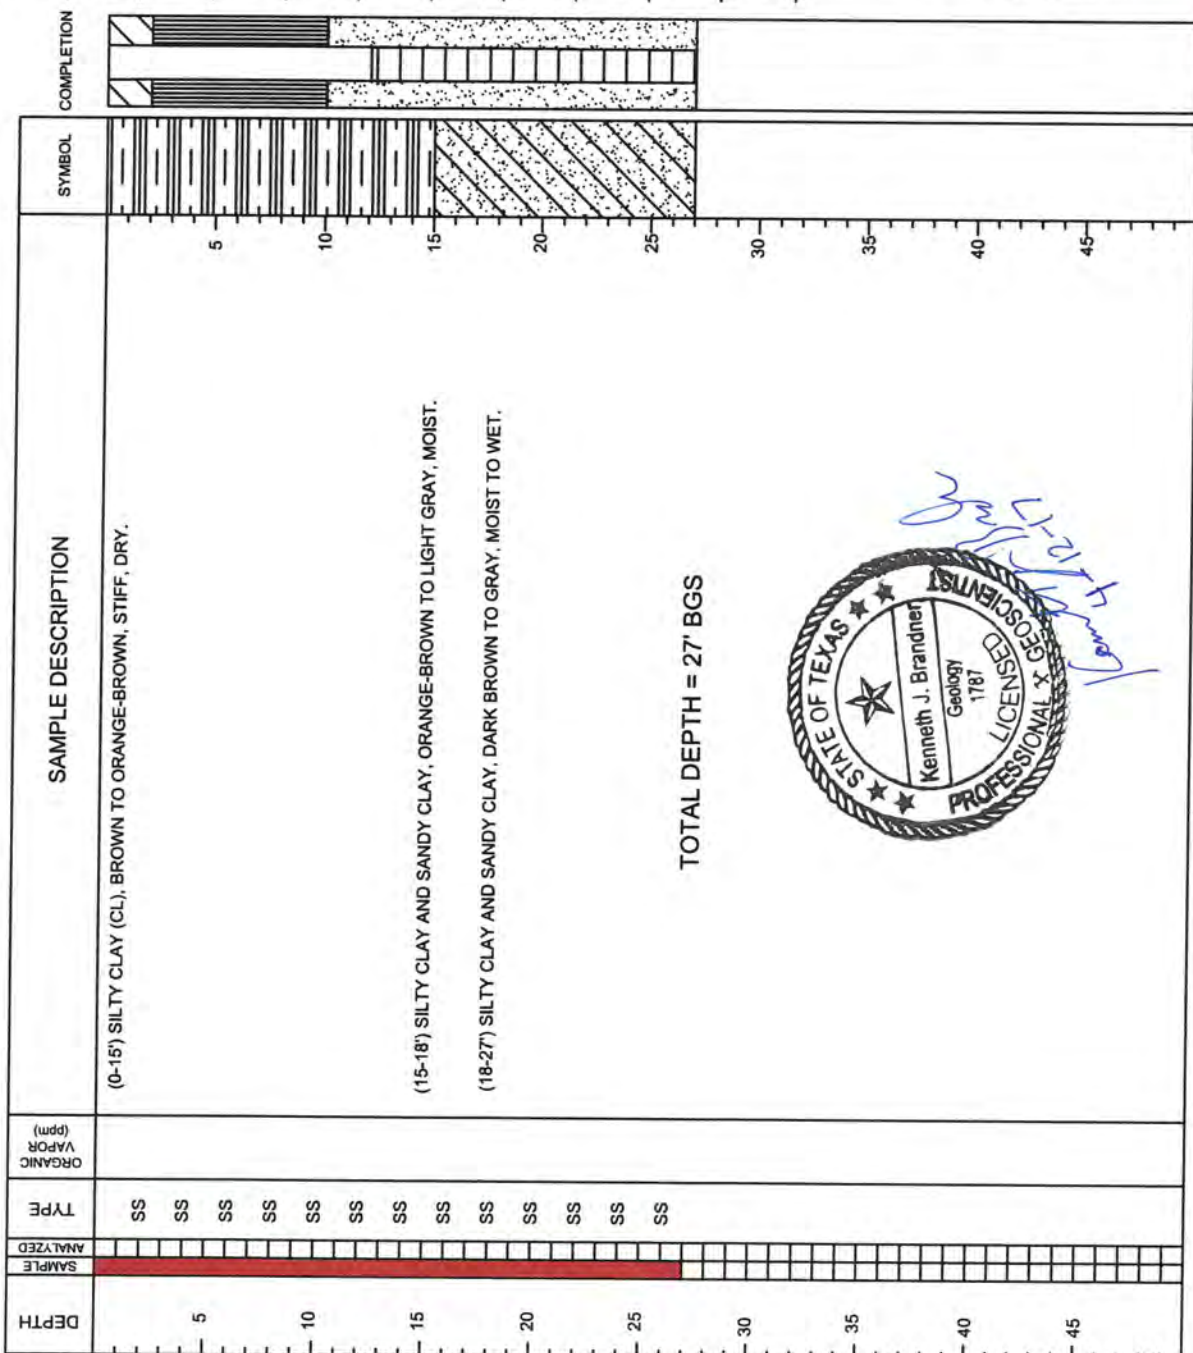 DEPTH
SAMPLE
ANALYZED
TYPE
ORGANIC
VAPOR
(ppm)
SAMPLE DESCRIPTION
SYMBOL
COMPLETION
(0-15') SILTY CLAY (CL), BROWN TO ORANGE-BROWN, STIFF, DRY.
(15-18') SILTY CLAY AND SANDY CLAY, ORANGE-BROWN TO LIGHT GRAY, MOIST.
(18-27') SILTY CLAY AND SANDY CLAY, DARK BROWN TO GRAY, MOIST TO WET.
TOTAL DEPTH = 27' BGS
SS
SS
SS
SS
SS
SS
SS
SS
SS
SS
SS
SS
SS
5
10
15
20
25
30
35
40
45
5
10
15
20
25
30
35
40
45
STATE OF TEXAS
Kenneth J. Brandner
Geology
1787
LICENSED
PROFESSIONAL GEOSCIENTIST
4-12-17